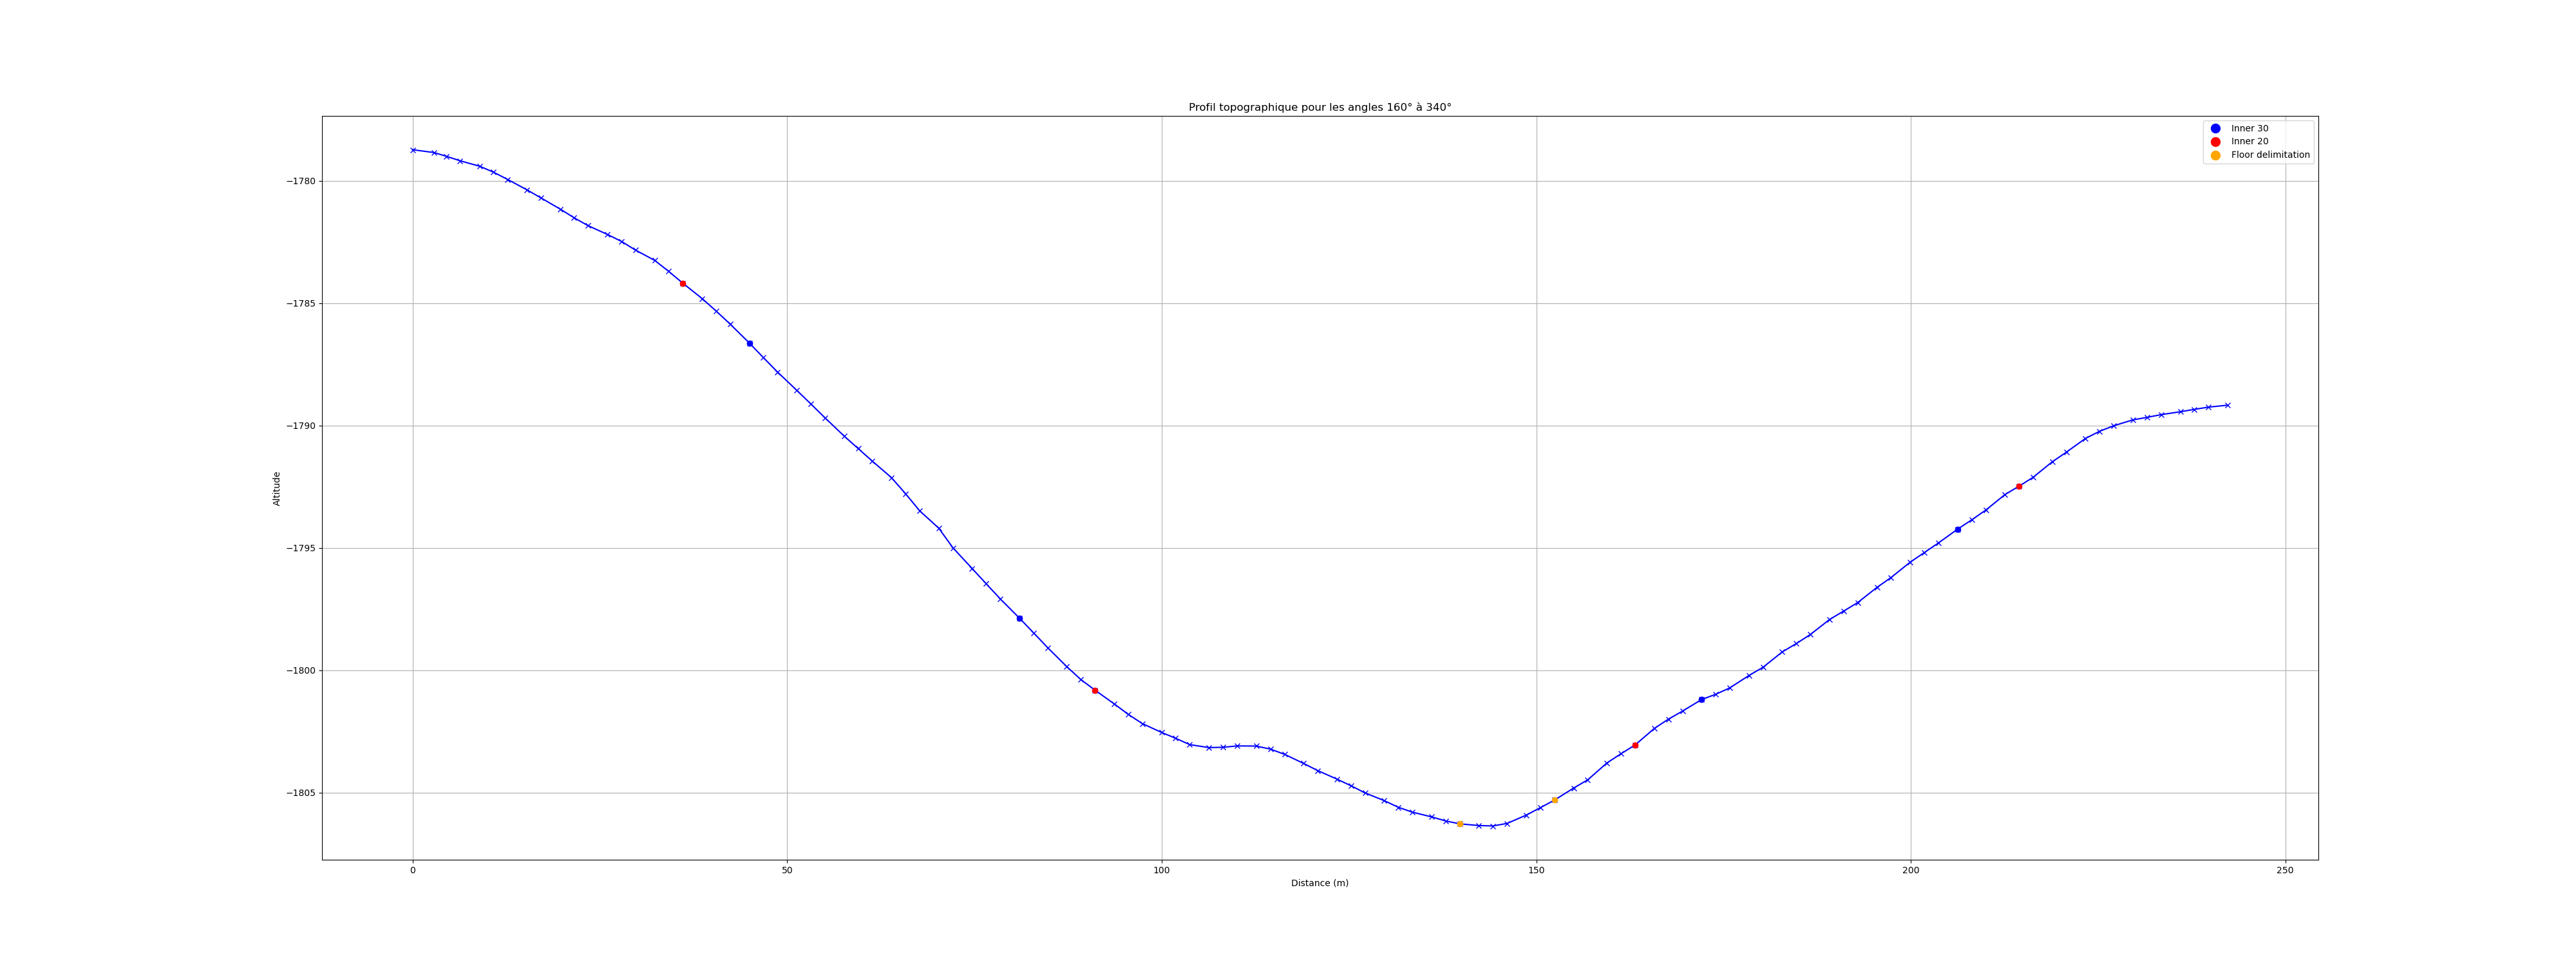 Profil topographique pour les angles 160° à 340°
Inner 30
Inner 20
Floor delimitation
−1780
−1785
−1790
−1795
−1800
−1805
Altitude
0 50 100 150 200 250
Distance (m)